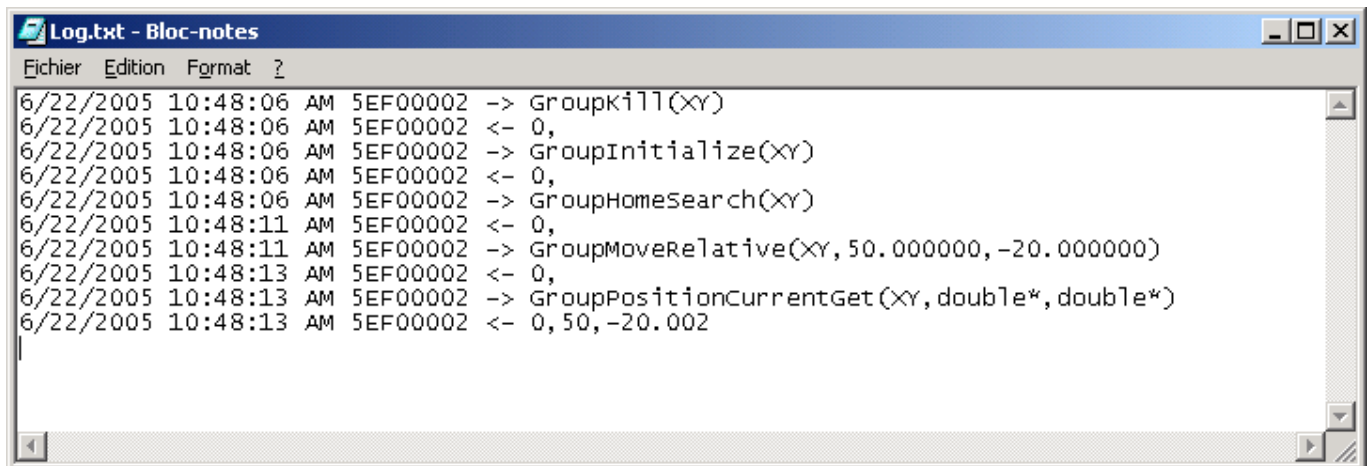 Log.txt - Bloc-notes
Fichier Edition Format ?
6/22/2005 10:48:06 AM 5EF00002 -> GroupKill(XY)
6/22/2005 10:48:06 AM 5EF00002 <- 0,
6/22/2005 10:48:06 AM 5EF00002 -> GroupInitialize(XY)
6/22/2005 10:48:06 AM 5EF00002 <- 0,
6/22/2005 10:48:06 AM 5EF00002 -> GroupHomeSearch(XY)
6/22/2005 10:48:11 AM 5EF00002 <- 0,
6/22/2005 10:48:11 AM 5EF00002 -> GroupMoveRelative(XY,50.000000,-20.000000)
6/22/2005 10:48:13 AM 5EF00002 <- 0,
6/22/2005 10:48:13 AM 5EF00002 -> GroupPositionCurrentGet(XY,double*,double*)
6/22/2005 10:48:13 AM 5EF00002 <- 0,50,-20.002